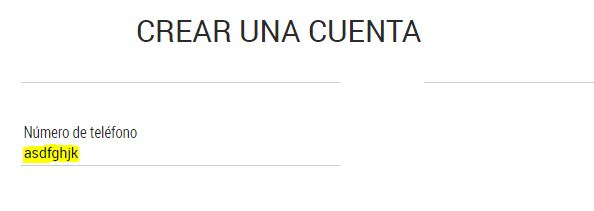 CREAR UNA CUENTA
Número de teléfono
asdfghjk